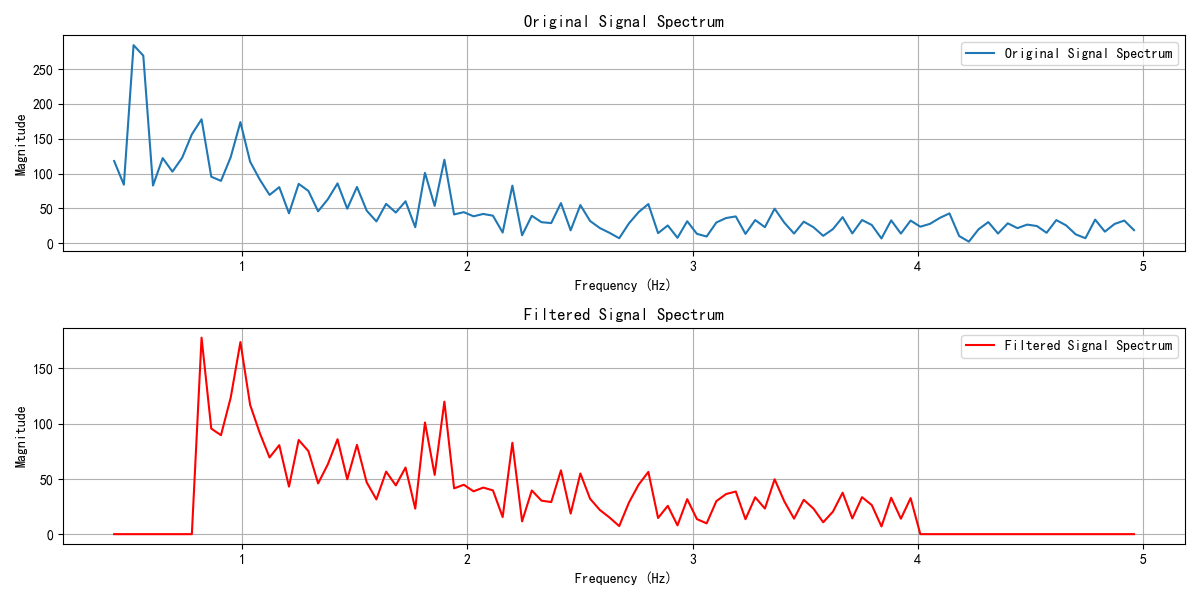 Original Signal Spectrum
Original Signal Spectrum
Magnitude
250
200
150
100
50
0
1 2 3 4 5
Frequency (Hz)
Filtered Signal Spectrum
Filtered Signal Spectrum
Magnitude
150
100
50
0
1 2 3 4 5
Frequency (Hz)